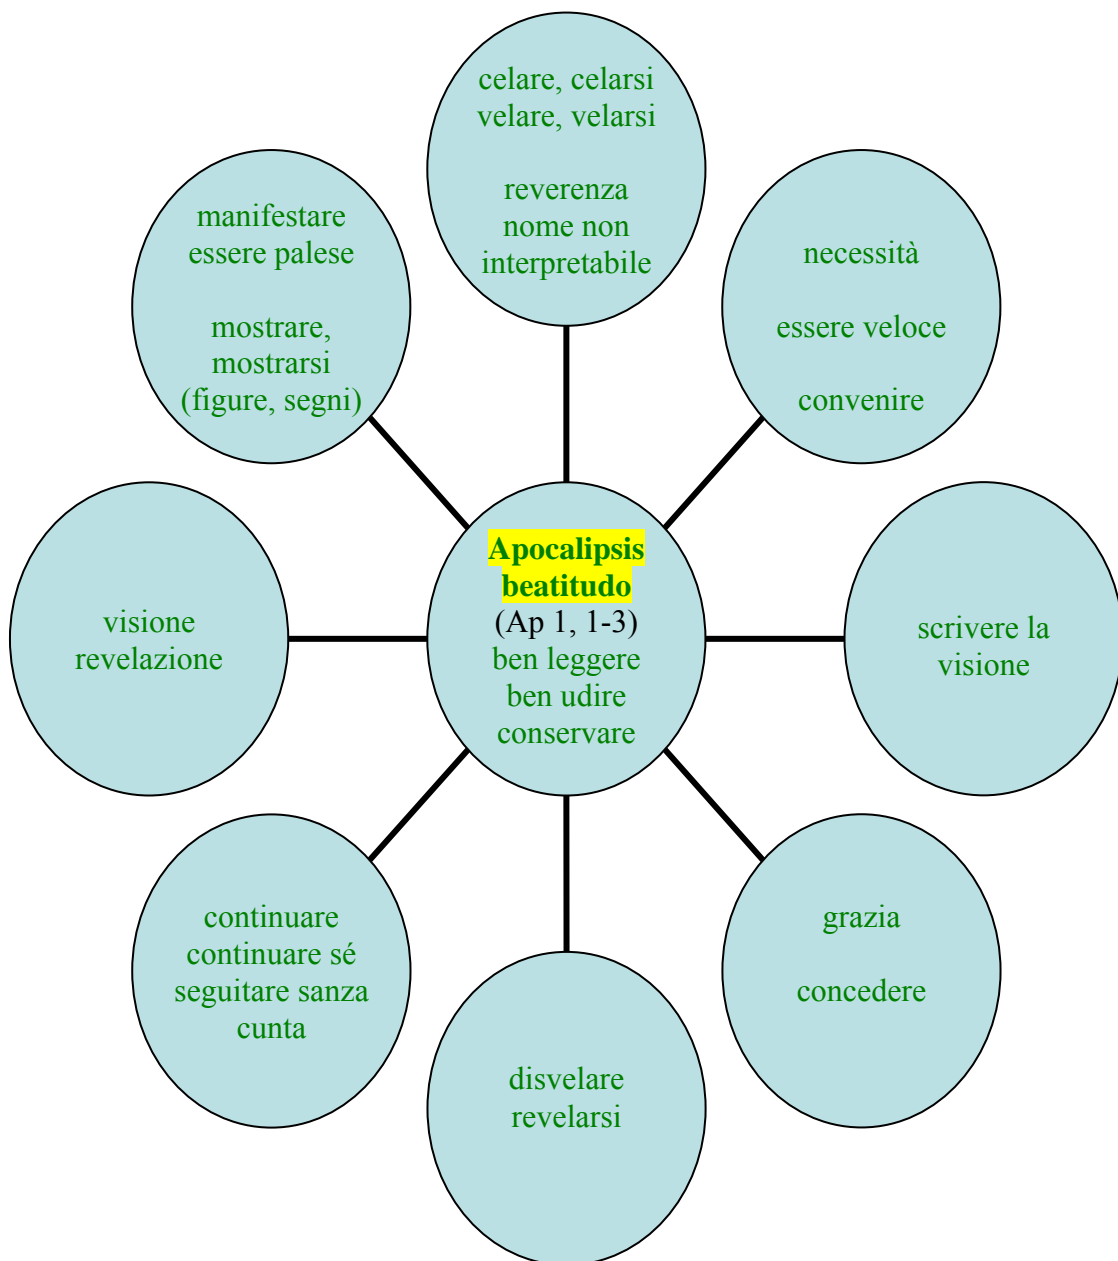 celare, celarsi
velare, velarsi
reverenza
nome non
interpretabile
manifestare
essere palese
mostrare,
mostrarsi
(figure, segni)
necessità
essere veloce
convenire
Apocalipsis
beatitudo
(Ap 1, 1-3)
ben leggere
ben udire
conservare
visione
revelazione
scrivere la
visione
continuare
continuare sé
seguitare sanza
cunta
grazia
concedere
disvelare
revelarsi